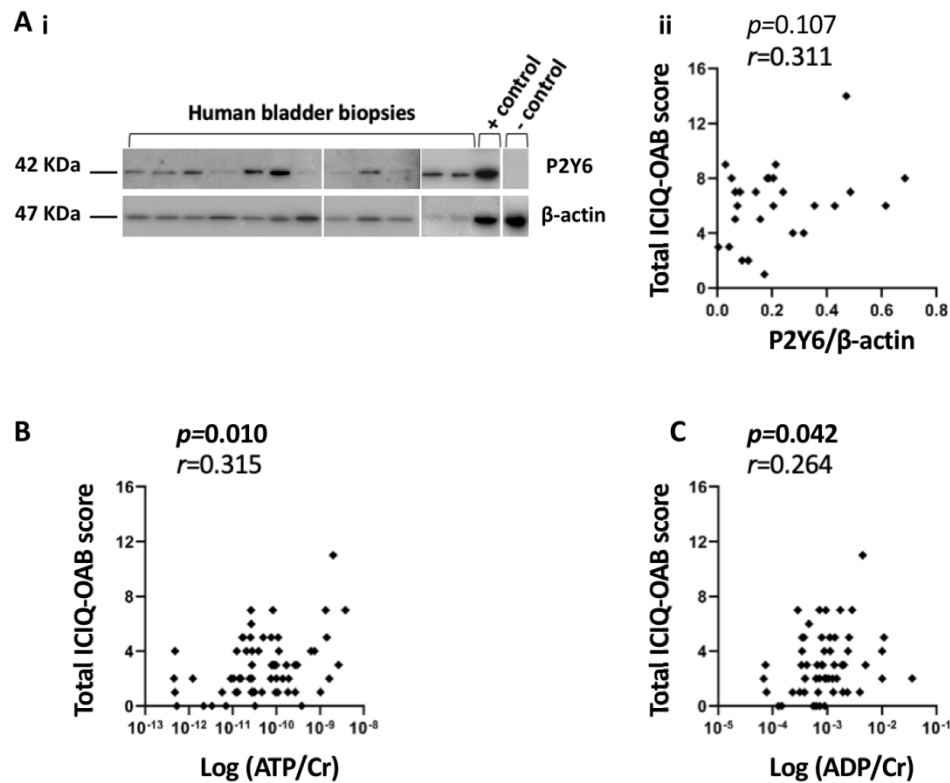 A i
Human bladder biopsies
+ control
- control
42 KDa
P2Y6
47 KDa
β-actin
ii
p=0.107
r=0.311
Total ICIQ-OAB score
16
12
8
4
0
0.0 0.2 0.4 0.6 0.8
P2Y6/β-actin
B
p=0.010
r=0.315
Total ICIQ-OAB score
16
12
8
4
0
10⁻¹³ 10⁻¹² 10⁻¹¹ 10⁻¹⁰ 10⁻⁹ 10⁻⁸
Log (ATP/Cr)
C
p=0.042
r=0.264
Total ICIQ-OAB score
16
12
8
4
0
10⁻⁵ 10⁻⁴ 10⁻³ 10⁻² 10⁻¹
Log (ADP/Cr)